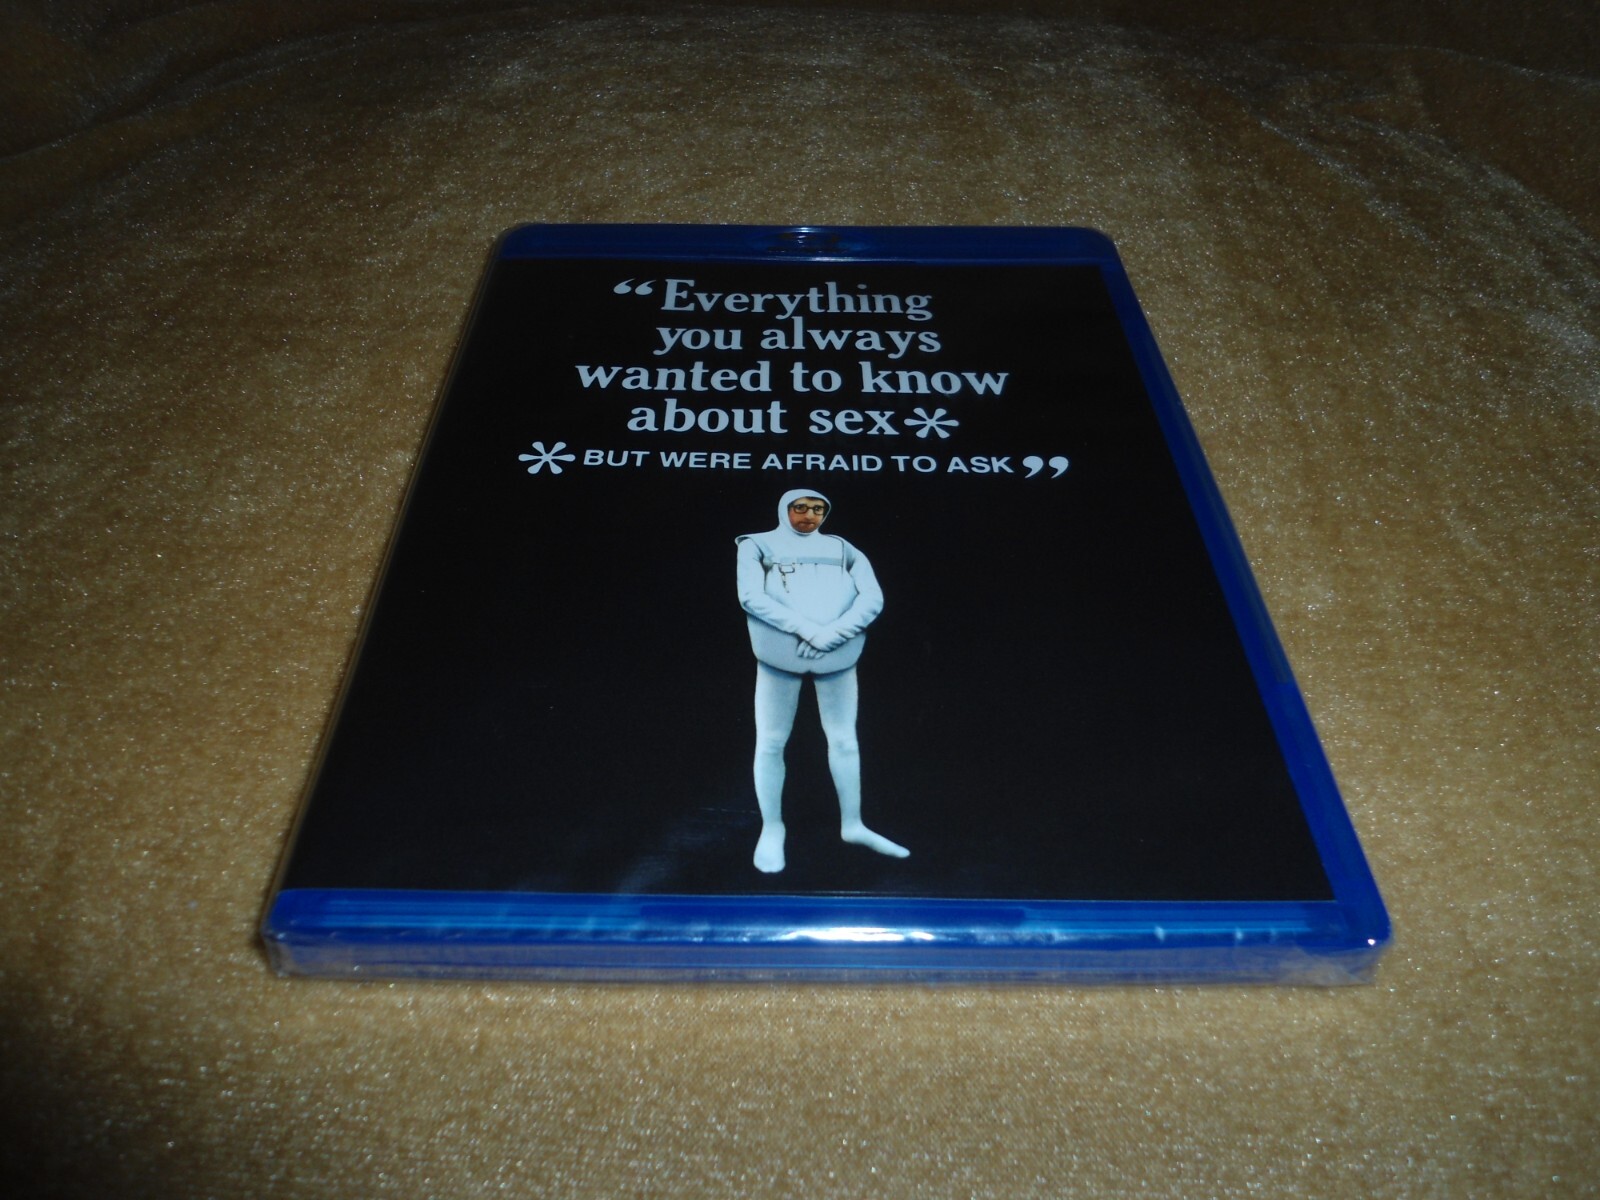 “Everything
you always
wanted to know
about sex*
*BUT WERE AFRAID TO ASK”